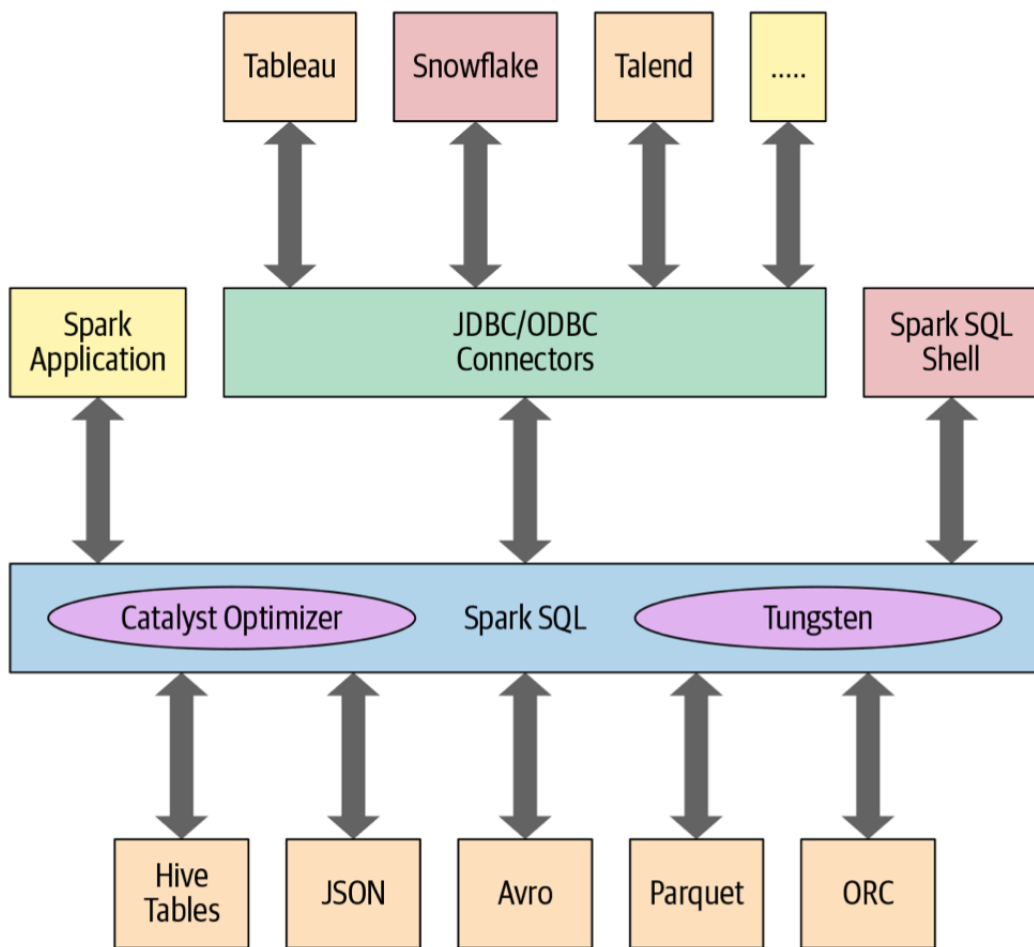 Tableau
Snowflake
Talend
.....
Spark
Application
JDBC/ODBC
Connectors
Spark SQL
Shell
Catalyst Optimizer
Spark SQL
Tungsten
Hive
Tables
JSON
Avro
Parquet
ORC